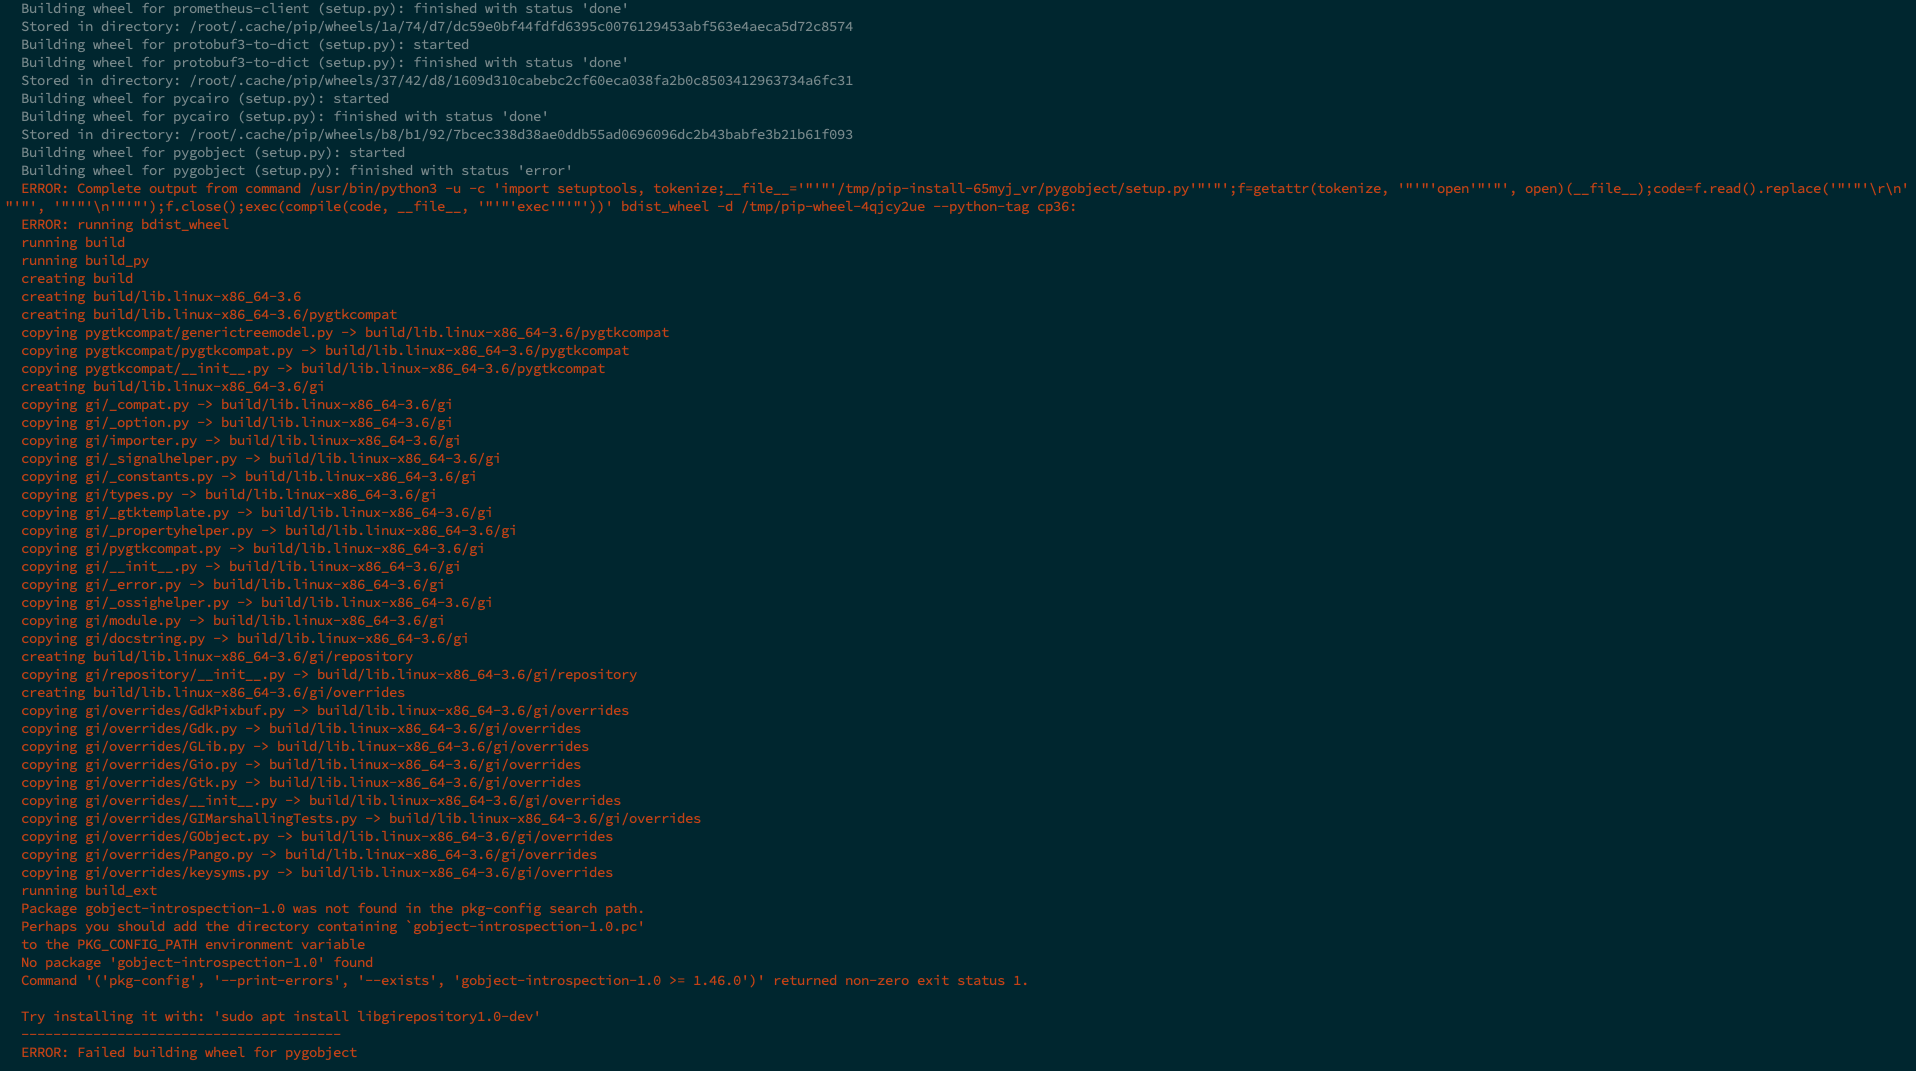 Building wheel for prometheus-client (setup.py): finished with status 'done'
Stored in directory: /root/.cache/pip/wheels/1a/74/d7/dc59e0bf44fdfd6395c0076129453abf563e4aeca5d72c8574
Building wheel for protobuf3-to-dict (setup.py): started
Building wheel for protobuf3-to-dict (setup.py): finished with status 'done'
Stored in directory: /root/.cache/pip/wheels/37/42/d8/1609d310cabebc2cf60eca038fa2b0c8503412963734a6fc31
Building wheel for pycairo (setup.py): started
Building wheel for pycairo (setup.py): finished with status 'done'
Stored in directory: /root/.cache/pip/wheels/b8/b1/92/7bcec338d38ae0ddb55ad0696096dc2b43babfe3b21b61f093
Building wheel for pygobject (setup.py): started
Building wheel for pygobject (setup.py): finished with status 'error'
ERROR: Complete output from command /usr/bin/python3 -u -c 'import setuptools, tokenize;__file__='"'"'/tmp/pip-install-65myj_vr/pygobject/setup.py'"'"';f=getattr(tokenize, '"'"'open'"'"', open)(__file__);code=f.read().replace('"'"'\r\n'
"'"', '"'"'\n'"'"');f.close();exec(compile(code, __file__, '"'"'exec'"'"'))' bdist_wheel -d /tmp/pip-wheel-4qjcy2ue --python-tag cp36:
ERROR: running bdist_wheel
running build
running build_py
creating build
creating build/lib.linux-x86_64-3.6
creating build/lib.linux-x86_64-3.6/pygtkcompat
copying pygtkcompat/generictreemodel.py -> build/lib.linux-x86_64-3.6/pygtkcompat
copying pygtkcompat/pygtkcompat.py -> build/lib.linux-x86_64-3.6/pygtkcompat
copying pygtkcompat/__init__.py -> build/lib.linux-x86_64-3.6/pygtkcompat
creating build/lib.linux-x86_64-3.6/gi
copying gi/_compat.py -> build/lib.linux-x86_64-3.6/gi
copying gi/_option.py -> build/lib.linux-x86_64-3.6/gi
copying gi/importer.py -> build/lib.linux-x86_64-3.6/gi
copying gi/_signalhelper.py -> build/lib.linux-x86_64-3.6/gi
copying gi/_constants.py -> build/lib.linux-x86_64-3.6/gi
copying gi/types.py -> build/lib.linux-x86_64-3.6/gi
copying gi/_gtktemplate.py -> build/lib.linux-x86_64-3.6/gi
copying gi/_propertyhelper.py -> build/lib.linux-x86_64-3.6/gi
copying gi/pygtkcompat.py -> build/lib.linux-x86_64-3.6/gi
copying gi/__init__.py -> build/lib.linux-x86_64-3.6/gi
copying gi/_error.py -> build/lib.linux-x86_64-3.6/gi
copying gi/_ossighelper.py -> build/lib.linux-x86_64-3.6/gi
copying gi/module.py -> build/lib.linux-x86_64-3.6/gi
copying gi/docstring.py -> build/lib.linux-x86_64-3.6/gi
creating build/lib.linux-x86_64-3.6/gi/repository
copying gi/repository/__init__.py -> build/lib.linux-x86_64-3.6/gi/repository
creating build/lib.linux-x86_64-3.6/gi/overrides
copying gi/overrides/GdkPixbuf.py -> build/lib.linux-x86_64-3.6/gi/overrides
copying gi/overrides/Gdk.py -> build/lib.linux-x86_64-3.6/gi/overrides
copying gi/overrides/GLib.py -> build/lib.linux-x86_64-3.6/gi/overrides
copying gi/overrides/Gio.py -> build/lib.linux-x86_64-3.6/gi/overrides
copying gi/overrides/Gtk.py -> build/lib.linux-x86_64-3.6/gi/overrides
copying gi/overrides/__init__.py -> build/lib.linux-x86_64-3.6/gi/overrides
copying gi/overrides/GIMarshallingTests.py -> build/lib.linux-x86_64-3.6/gi/overrides
copying gi/overrides/GObject.py -> build/lib.linux-x86_64-3.6/gi/overrides
copying gi/overrides/Pango.py -> build/lib.linux-x86_64-3.6/gi/overrides
copying gi/overrides/keysyms.py -> build/lib.linux-x86_64-3.6/gi/overrides
running build_ext
Package gobject-introspection-1.0 was not found in the pkg-config search path.
Perhaps you should add the directory containing `gobject-introspection-1.0.pc'
to the PKG_CONFIG_PATH environment variable
No package 'gobject-introspection-1.0' found
Command '('pkg-config', '--print-errors', '--exists', 'gobject-introspection-1.0 >= 1.46.0')' returned non-zero exit status 1.
Try installing it with: 'sudo apt install libgirepository1.0-dev'
----------------------------------------
ERROR: Failed building wheel for pygobject